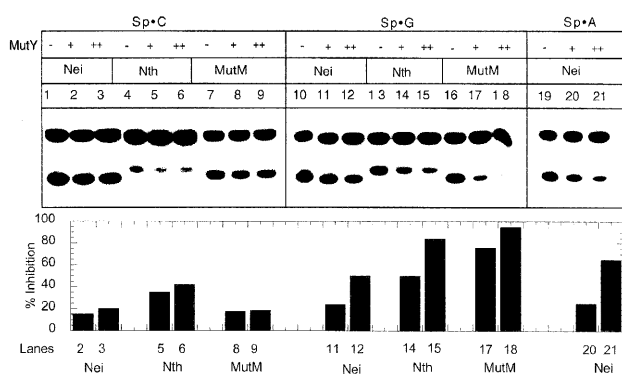 Sp•C Sp•G Sp•A
MutY - + ++ - + ++ - + ++ - + ++ - + ++ - + ++ - + ++
Nei Nth MutM Nei Nth MutM Nei
1 2 3 4 5 6 7 8 9 10 11 12 13 14 15 16 17 18 19 20 21
100
80
60
40
20
0
% Inhibition
Lanes 2 3 5 6 8 9 11 12 14 15 17 18 20 21
Nei Nth MutM Nei Nth MutM Nei